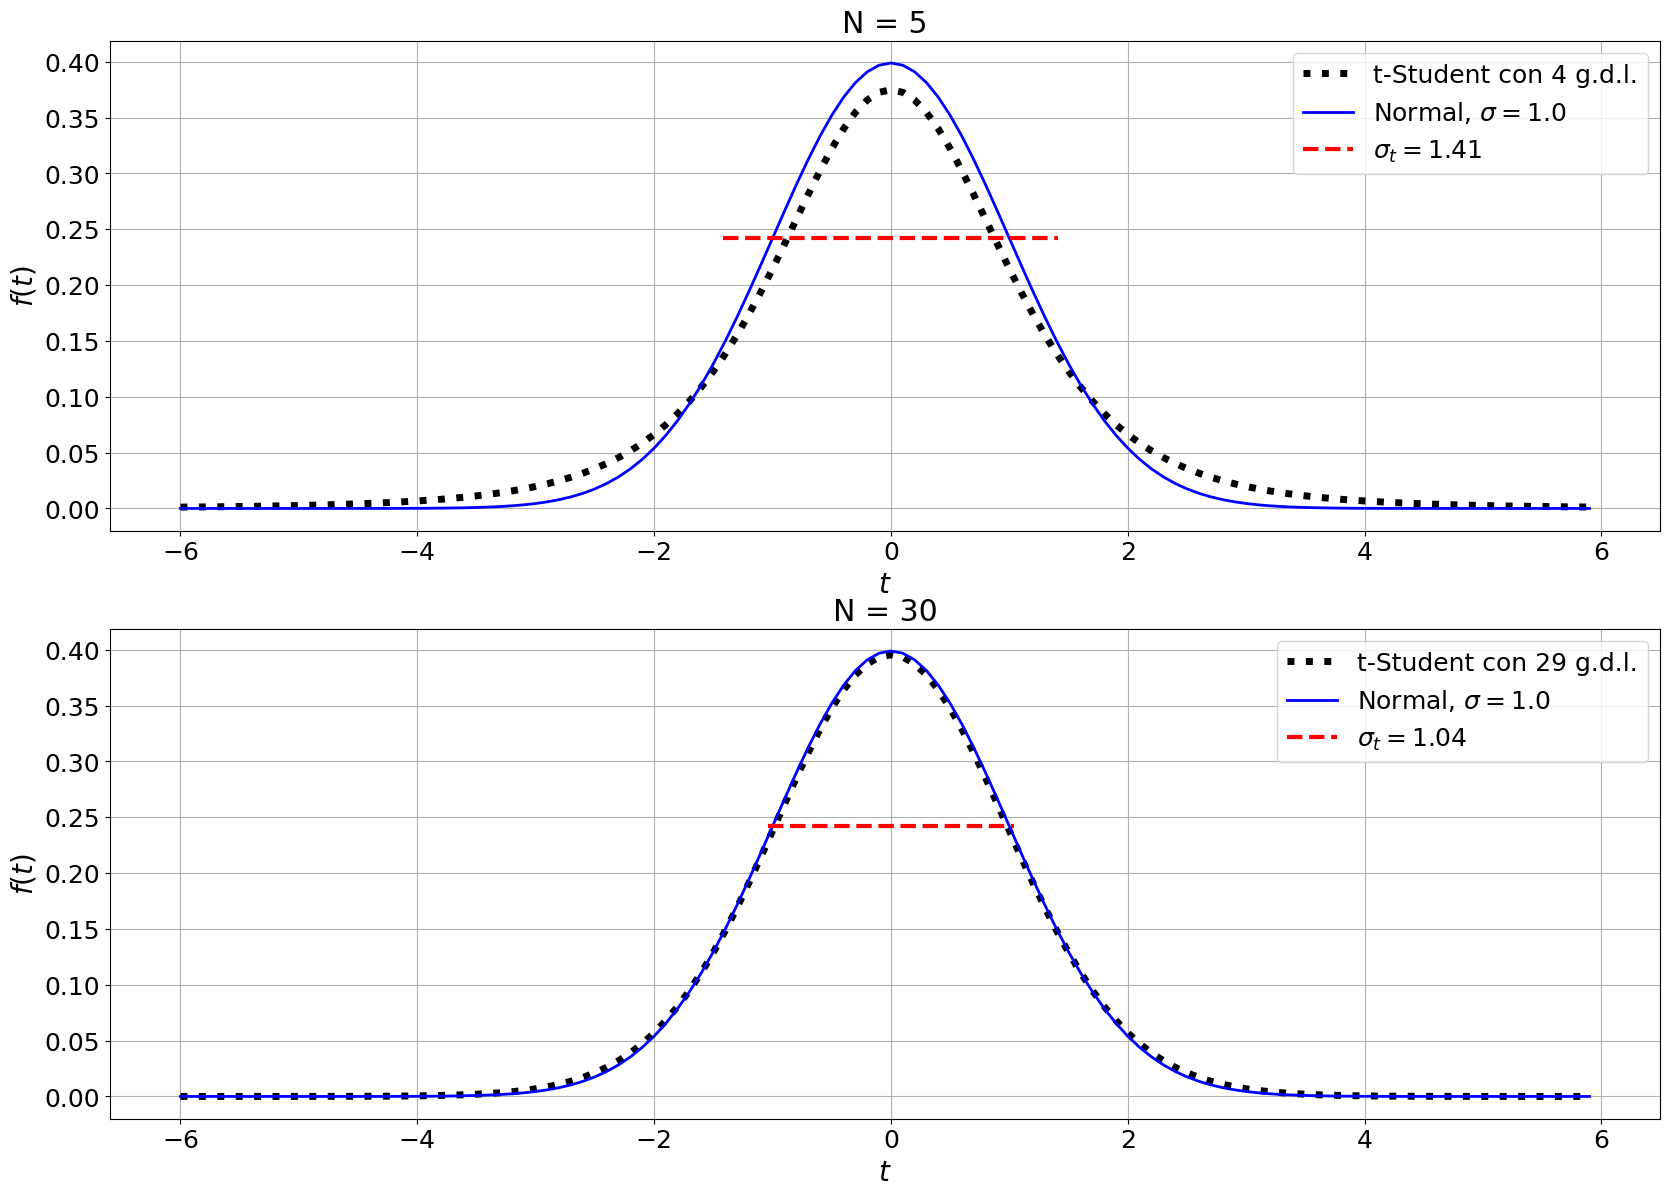 N = 5
t-Student con 4 g.d.l.
Normal, σ = 1.0
σₜ = 1.41
0.40
0.35
0.30
0.25
0.20
0.15
0.10
0.05
0.00
f(t)
−6 −4 −2 0 2 4 6
t
N = 30
t-Student con 29 g.d.l.
Normal, σ = 1.0
σₜ = 1.04
0.40
0.35
0.30
0.25
0.20
0.15
0.10
0.05
0.00
f(t)
−6 −4 −2 0 2 4 6
t